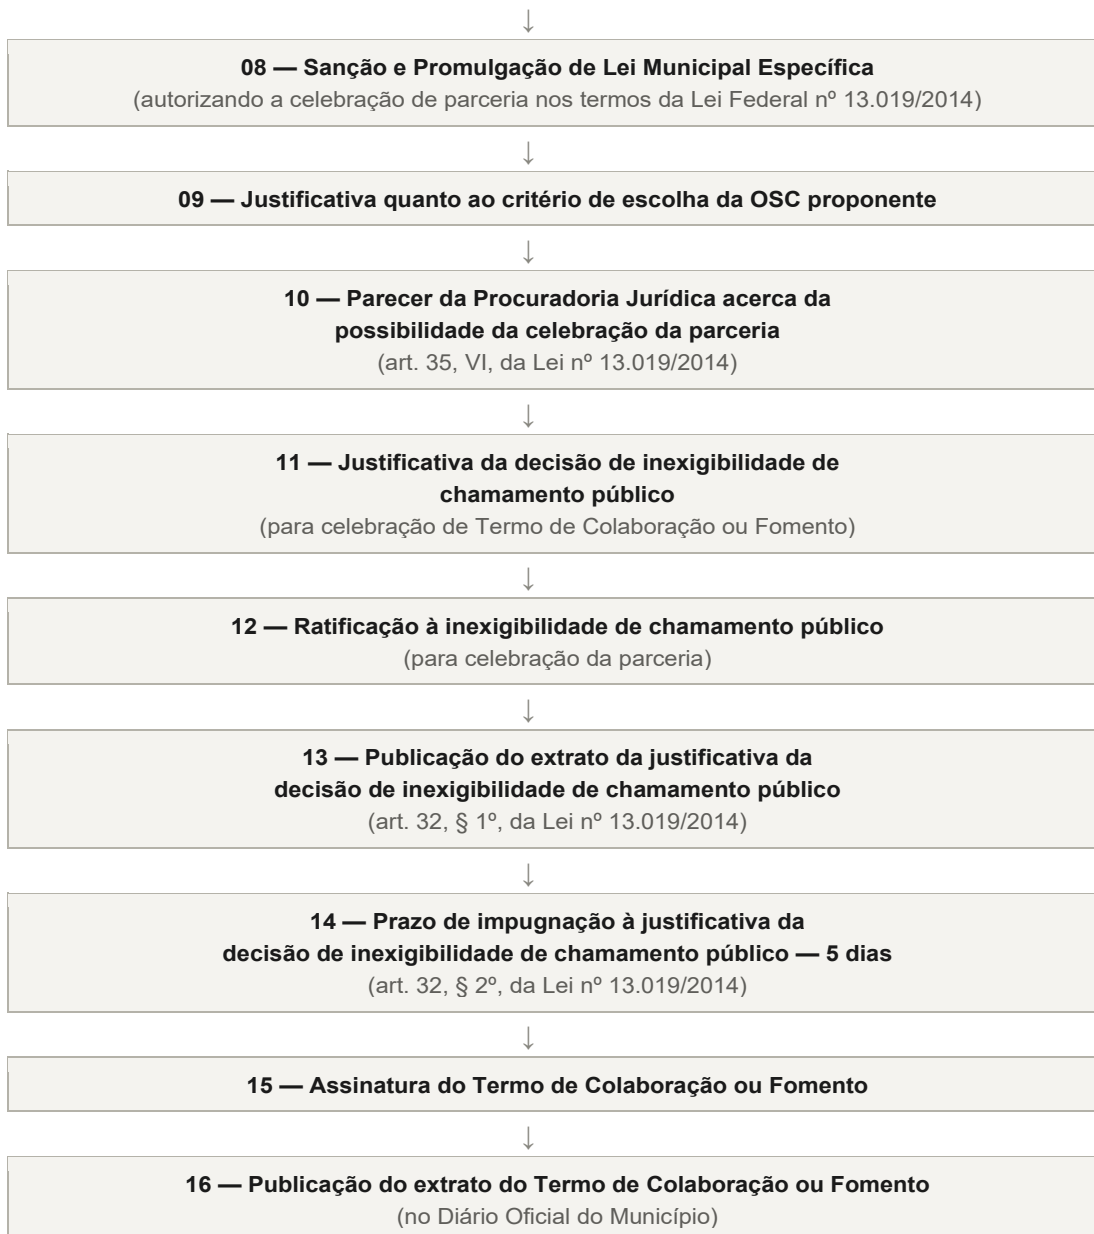 ↓
08 — Sanção e Promulgação de Lei Municipal Específica
(autorizando a celebração de parceria nos termos da Lei Federal nº 13.019/2014)
↓
09 — Justificativa quanto ao critério de escolha da OSC proponente
↓
10 — Parecer da Procuradoria Jurídica acerca da
possibilidade da celebração da parceria
(art. 35, VI, da Lei nº 13.019/2014)
↓
11 — Justificativa da decisão de inexigibilidade de
chamamento público
(para celebração de Termo de Colaboração ou Fomento)
↓
12 — Ratificação à inexigibilidade de chamamento público
(para celebração da parceria)
↓
13 — Publicação do extrato da justificativa da
decisão de inexigibilidade de chamamento público
(art. 32, § 1º, da Lei nº 13.019/2014)
↓
14 — Prazo de impugnação à justificativa da
decisão de inexigibilidade de chamamento público — 5 dias
(art. 32, § 2º, da Lei nº 13.019/2014)
↓
15 — Assinatura do Termo de Colaboração ou Fomento
↓
16 — Publicação do extrato do Termo de Colaboração ou Fomento
(no Diário Oficial do Município)